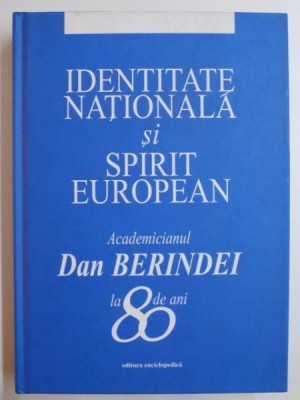 IDENTITATE
NAȚIONALĂ
și
SPIRIT
EUROPEAN
Academicianul
Dan BERINDEI
la 80 de ani
editura enciclopedică